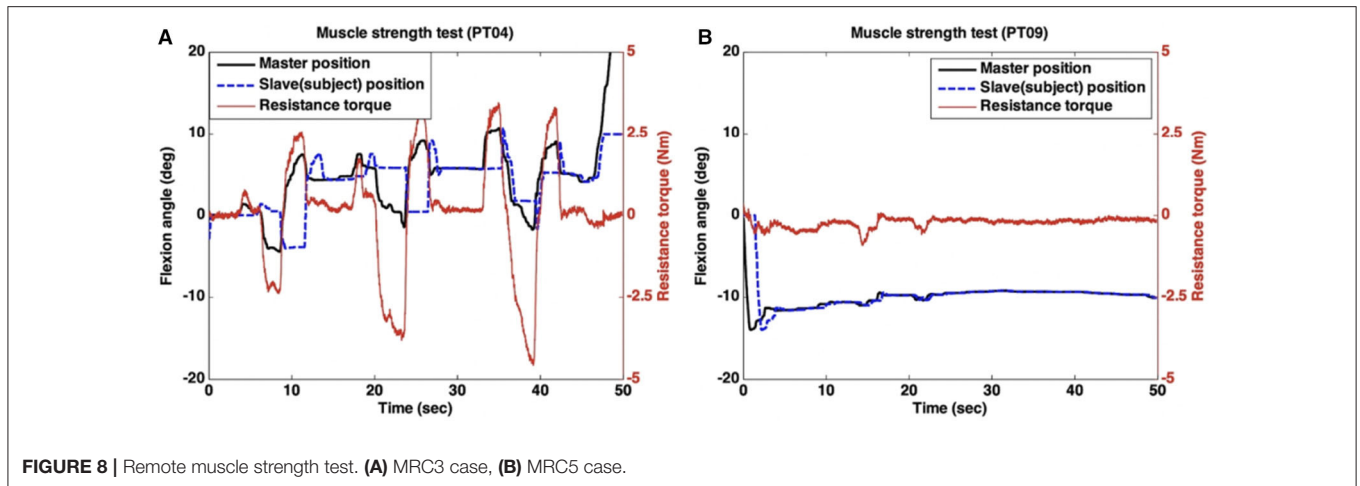 A
Muscle strength test (PT04)
20
10
0
-10
-20
Flexion angle (deg)
Master position
Slave(subject) position
Resistance torque
5
2.5
0
-2.5
-5
Resistance torque (Nm)
0
10
20
30
40
50
Time (sec)
B
Muscle strength test (PT09)
20
10
0
-10
-20
Flexion angle (deg)
Master position
Slave(subject) position
Resistance torque
5
2.5
0
-2.5
-5
Resistance torque (Nm)
0
10
20
30
40
50
Time (sec)
FIGURE 8 | Remote muscle strength test. (A) MRC3 case, (B) MRC5 case.